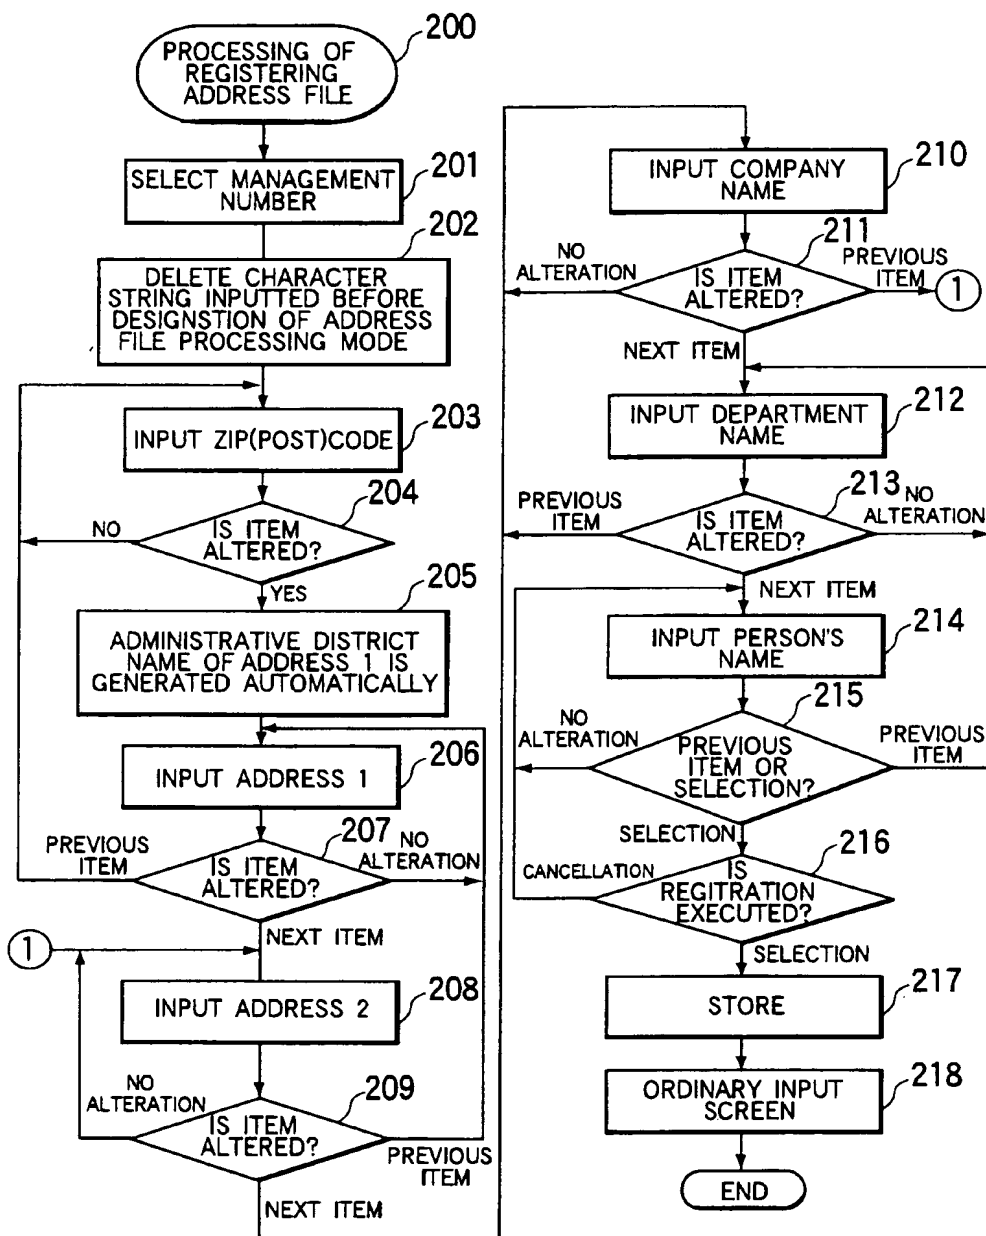 200
PROCESSING OF
REGISTERING
ADDRESS FILE
201
SELECT MANAGEMENT
NUMBER
202
DELETE CHARACTER
STRING INPUTTED BEFORE
DESIGNSTION OF ADDRESS
FILE PROCESSING MODE
203
INPUT ZIP(POST)CODE
204
IS ITEM
ALTERED?
NO
YES
205
ADMINISTRATIVE DISTRICT
NAME OF ADDRESS 1 IS
GENERATED AUTOMATICALLY
206
INPUT ADDRESS 1
207
IS ITEM
ALTERED?
PREVIOUS
ITEM
NO
ALTERATION
NEXT ITEM
1
208
INPUT ADDRESS 2
209
IS ITEM
ALTERED?
NO
ALTERATION
PREVIOUS
ITEM
NEXT ITEM
210
INPUT COMPANY
NAME
211
IS ITEM
ALTERED?
NO
ALTERATION
PREVIOUS
ITEM
1
NEXT ITEM
212
INPUT DEPARTMENT
NAME
213
IS ITEM
ALTERED?
PREVIOUS
ITEM
NO
ALTERATION
NEXT ITEM
214
INPUT PERSON'S
NAME
215
PREVIOUS
ITEM OR
SELECTION?
NO
ALTERATION
PREVIOUS
ITEM
SELECTION
216
IS
REGITRATION
EXECUTED?
CANCELLATION
SELECTION
217
STORE
218
ORDINARY INPUT
SCREEN
END